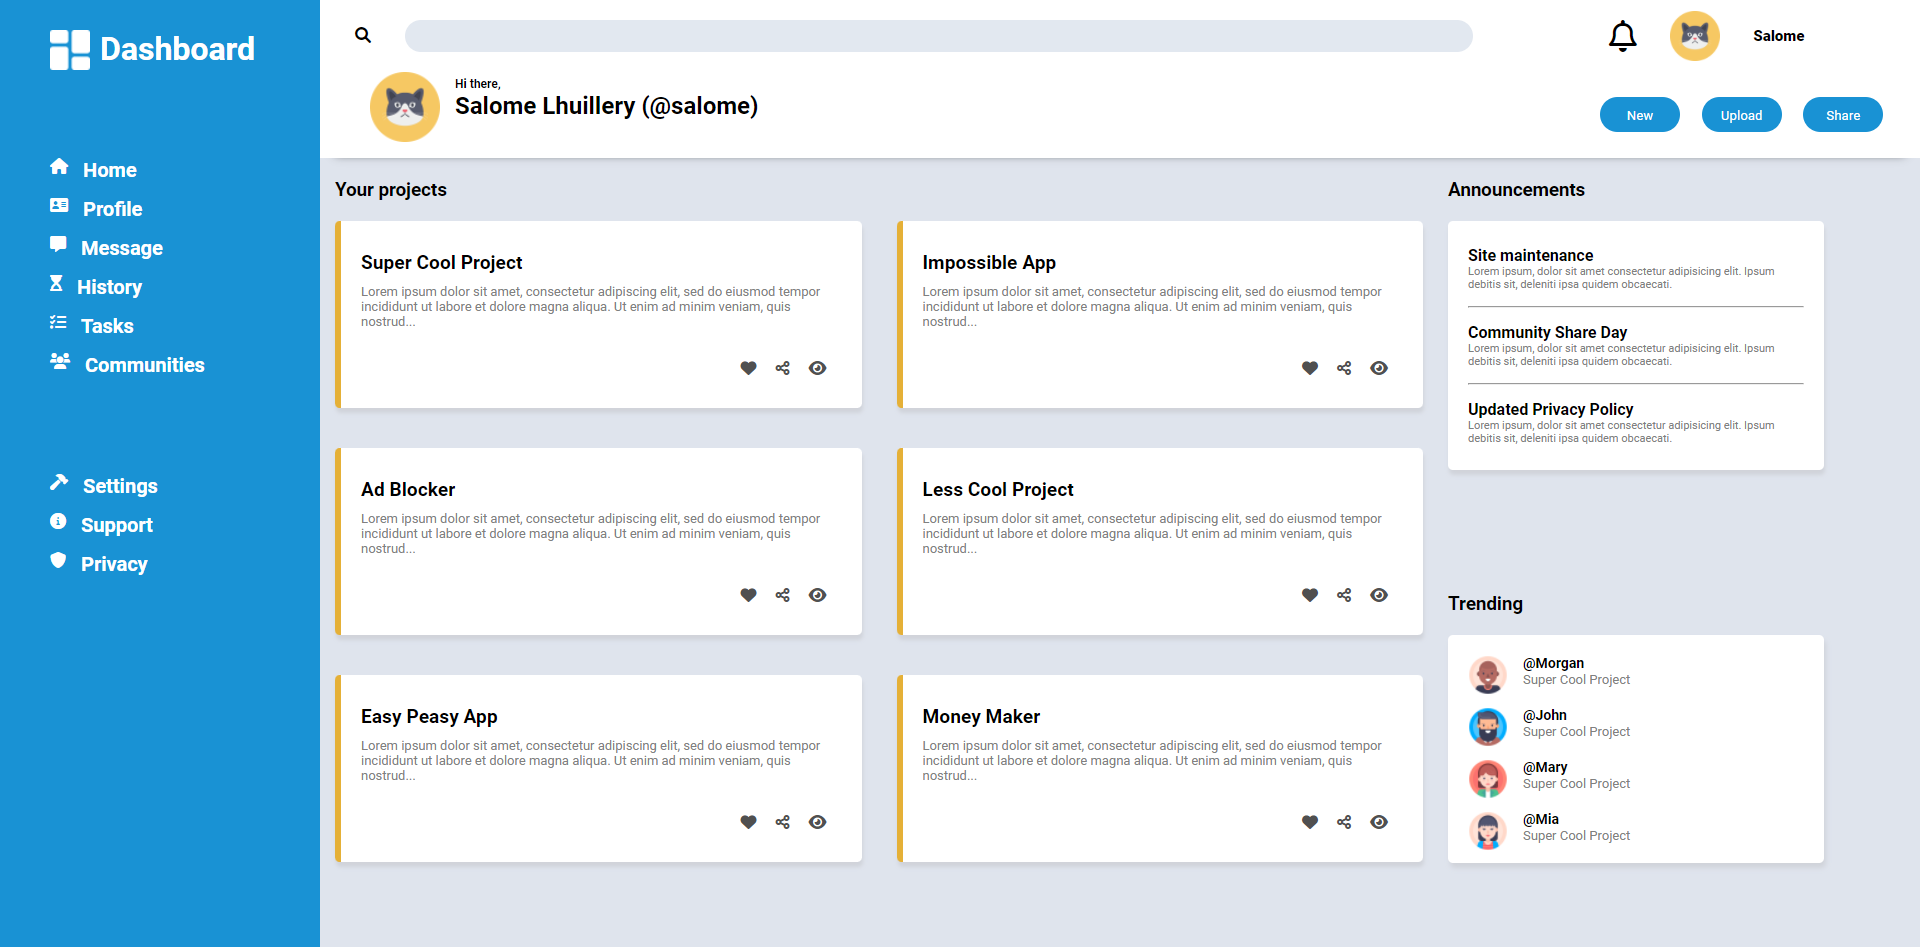 Dashboard
Home
Profile
Message
History
Tasks
Communities
Settings
Support
Privacy
Salome
Hi there,
Salome Lhuillery (@salome)
New
Upload
Share
Your projects
Super Cool Project
Lorem ipsum dolor sit amet, consectetur adipiscing elit, sed do eiusmod tempor
incididunt ut labore et dolore magna aliqua. Ut enim ad minim veniam, quis
nostrud...
Impossible App
Lorem ipsum dolor sit amet, consectetur adipiscing elit, sed do eiusmod tempor
incididunt ut labore et dolore magna aliqua. Ut enim ad minim veniam, quis
nostrud...
Ad Blocker
Lorem ipsum dolor sit amet, consectetur adipiscing elit, sed do eiusmod tempor
incididunt ut labore et dolore magna aliqua. Ut enim ad minim veniam, quis
nostrud...
Less Cool Project
Lorem ipsum dolor sit amet, consectetur adipiscing elit, sed do eiusmod tempor
incididunt ut labore et dolore magna aliqua. Ut enim ad minim veniam, quis
nostrud...
Easy Peasy App
Lorem ipsum dolor sit amet, consectetur adipiscing elit, sed do eiusmod tempor
incididunt ut labore et dolore magna aliqua. Ut enim ad minim veniam, quis
nostrud...
Money Maker
Lorem ipsum dolor sit amet, consectetur adipiscing elit, sed do eiusmod tempor
incididunt ut labore et dolore magna aliqua. Ut enim ad minim veniam, quis
nostrud...
Announcements
Site maintenance
Lorem ipsum, dolor sit amet consectetur adipisicing elit. Ipsum
debitis sit, deleniti ipsa quidem obcaecati.
Community Share Day
Lorem ipsum, dolor sit amet consectetur adipisicing elit. Ipsum
debitis sit, deleniti ipsa quidem obcaecati.
Updated Privacy Policy
Lorem ipsum, dolor sit amet consectetur adipisicing elit. Ipsum
debitis sit, deleniti ipsa quidem obcaecati.
Trending
@Morgan
Super Cool Project
@John
Super Cool Project
@Mary
Super Cool Project
@Mia
Super Cool Project